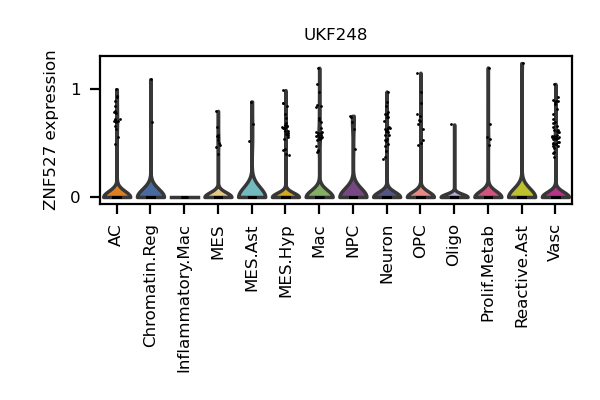 UKF248
ZNF527 expression
1
0
AC
Chromatin.Reg
Inflammatory.Mac
MES
MES.Ast
MES.Hyp
Mac
NPC
Neuron
OPC
Oligo
Prolif.Metab
Reactive.Ast
Vasc